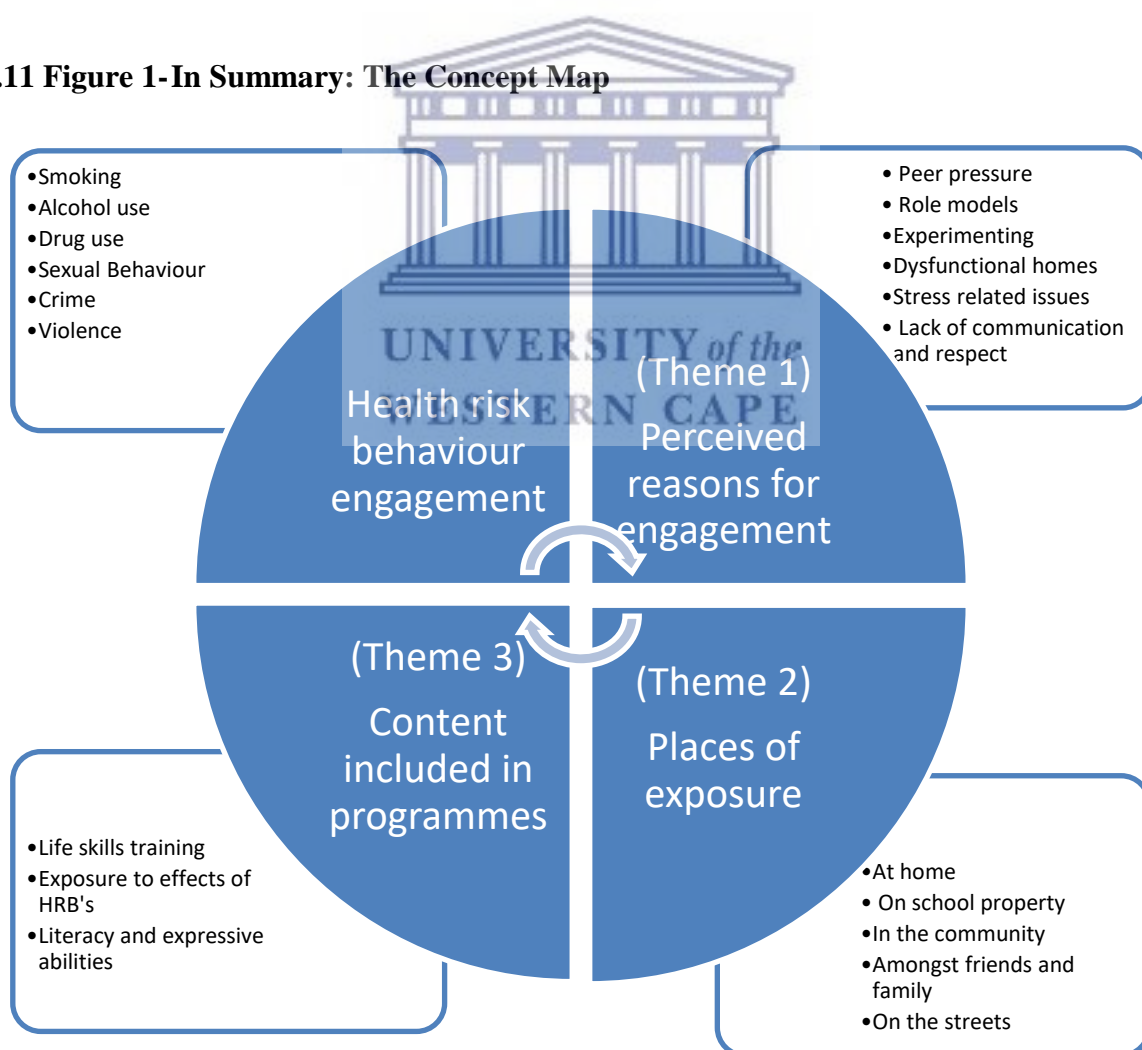 .11 Figure 1-In Summary: The Concept Map
•Smoking
•Alcohol use
•Drug use
•Sexual Behaviour
•Crime
•Violence
• Peer pressure
• Role models
•Experimenting
•Dysfunctional homes
•Stress related issues
• Lack of communication
and respect
UNIVERSITY of the
WESTERN CAPE
Health risk
behaviour
engagement
(Theme 1)
Perceived
reasons for
engagement
(Theme 3)
Content
included in
programmes
(Theme 2)
Places of
exposure
•Life skills training
•Exposure to effects of
HRB's
•Literacy and expressive
abilities
•At home
• On school property
•In the community
•Amongst friends and
family
•On the streets